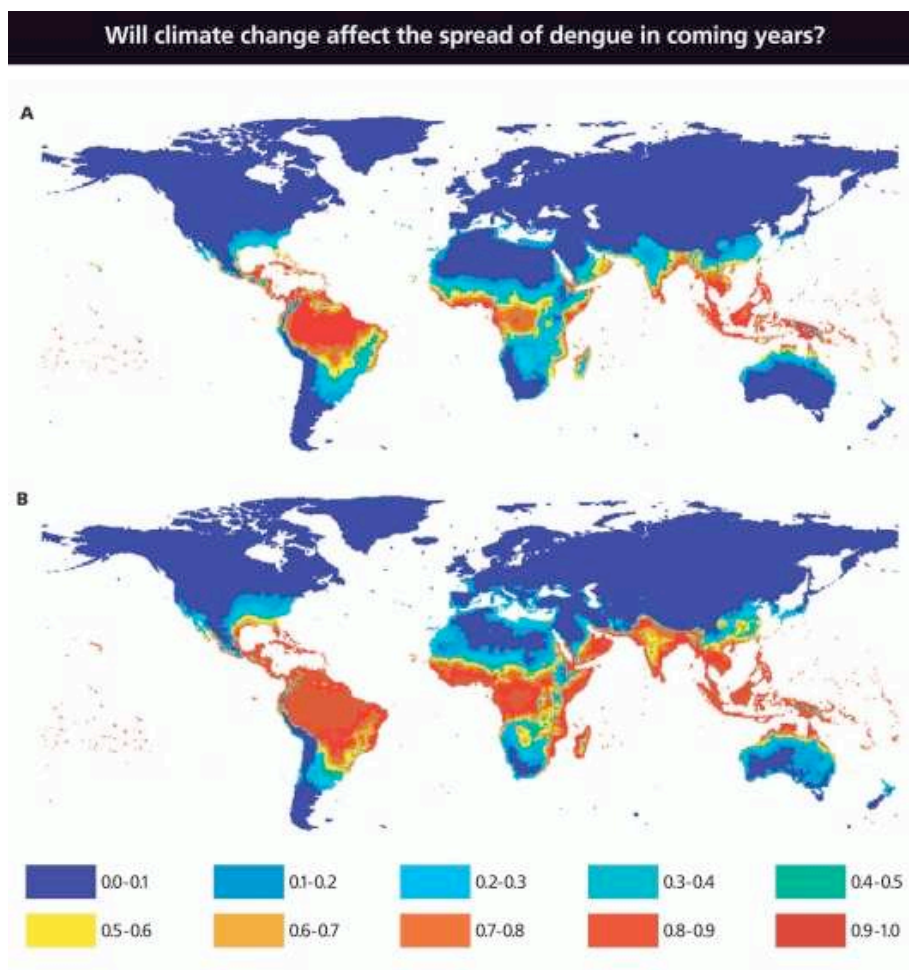 Will climate change affect the spread of dengue in coming years?
A
B
0.0-0.1 0.1-0.2 0.2-0.3 0.3-0.4 0.4-0.5
0.5-0.6 0.6-0.7 0.7-0.8 0.8-0.9 0.9-1.0